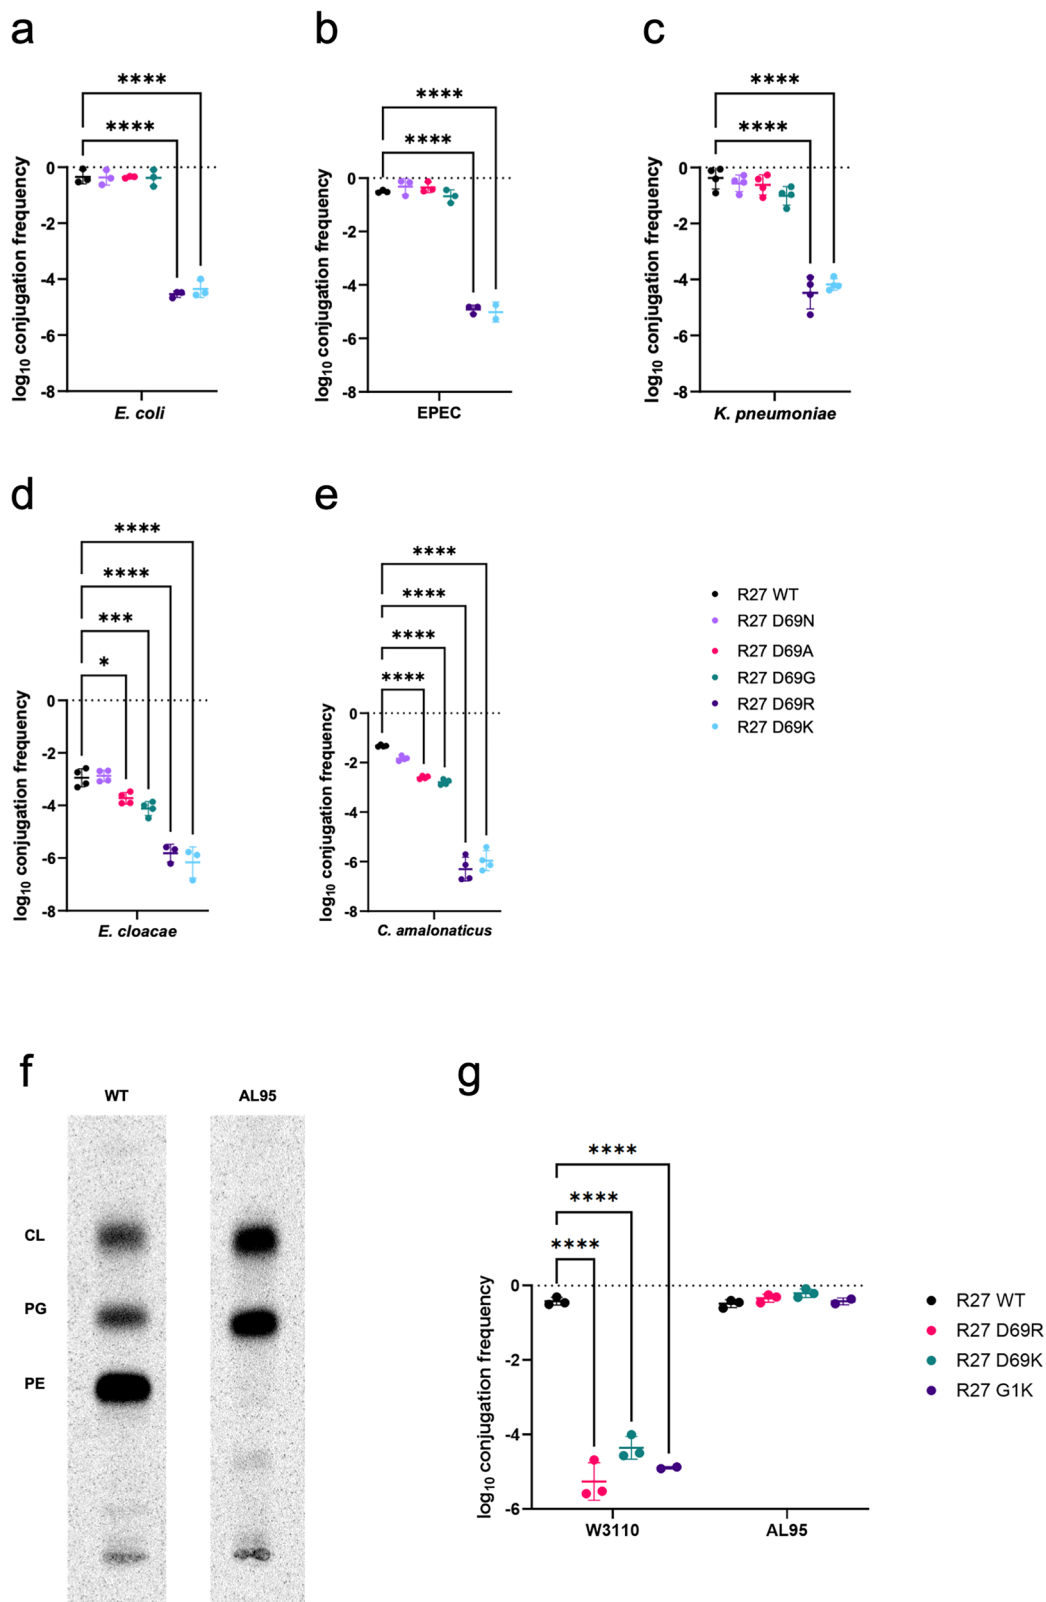 a
b
c
****
****
log10 conjugation frequency
0
-2
-4
-6
-8
E. coli
****
****
log10 conjugation frequency
0
-2
-4
-6
-8
EPEC
****
****
log10 conjugation frequency
0
-2
-4
-6
-8
K. pneumoniae
d
e
****
****
***
*
log10 conjugation frequency
0
-2
-4
-6
-8
E. cloacae
****
****
****
****
log10 conjugation frequency
0
-2
-4
-6
-8
C. amalonaticus
R27 WT
R27 D69N
R27 D69A
R27 D69G
R27 D69R
R27 D69K
f
WT
AL95
CL
PG
PE
g
****
****
****
log10 conjugation frequency
0
-2
-4
-6
W3110
AL95
R27 WT
R27 D69R
R27 D69K
R27 G1K